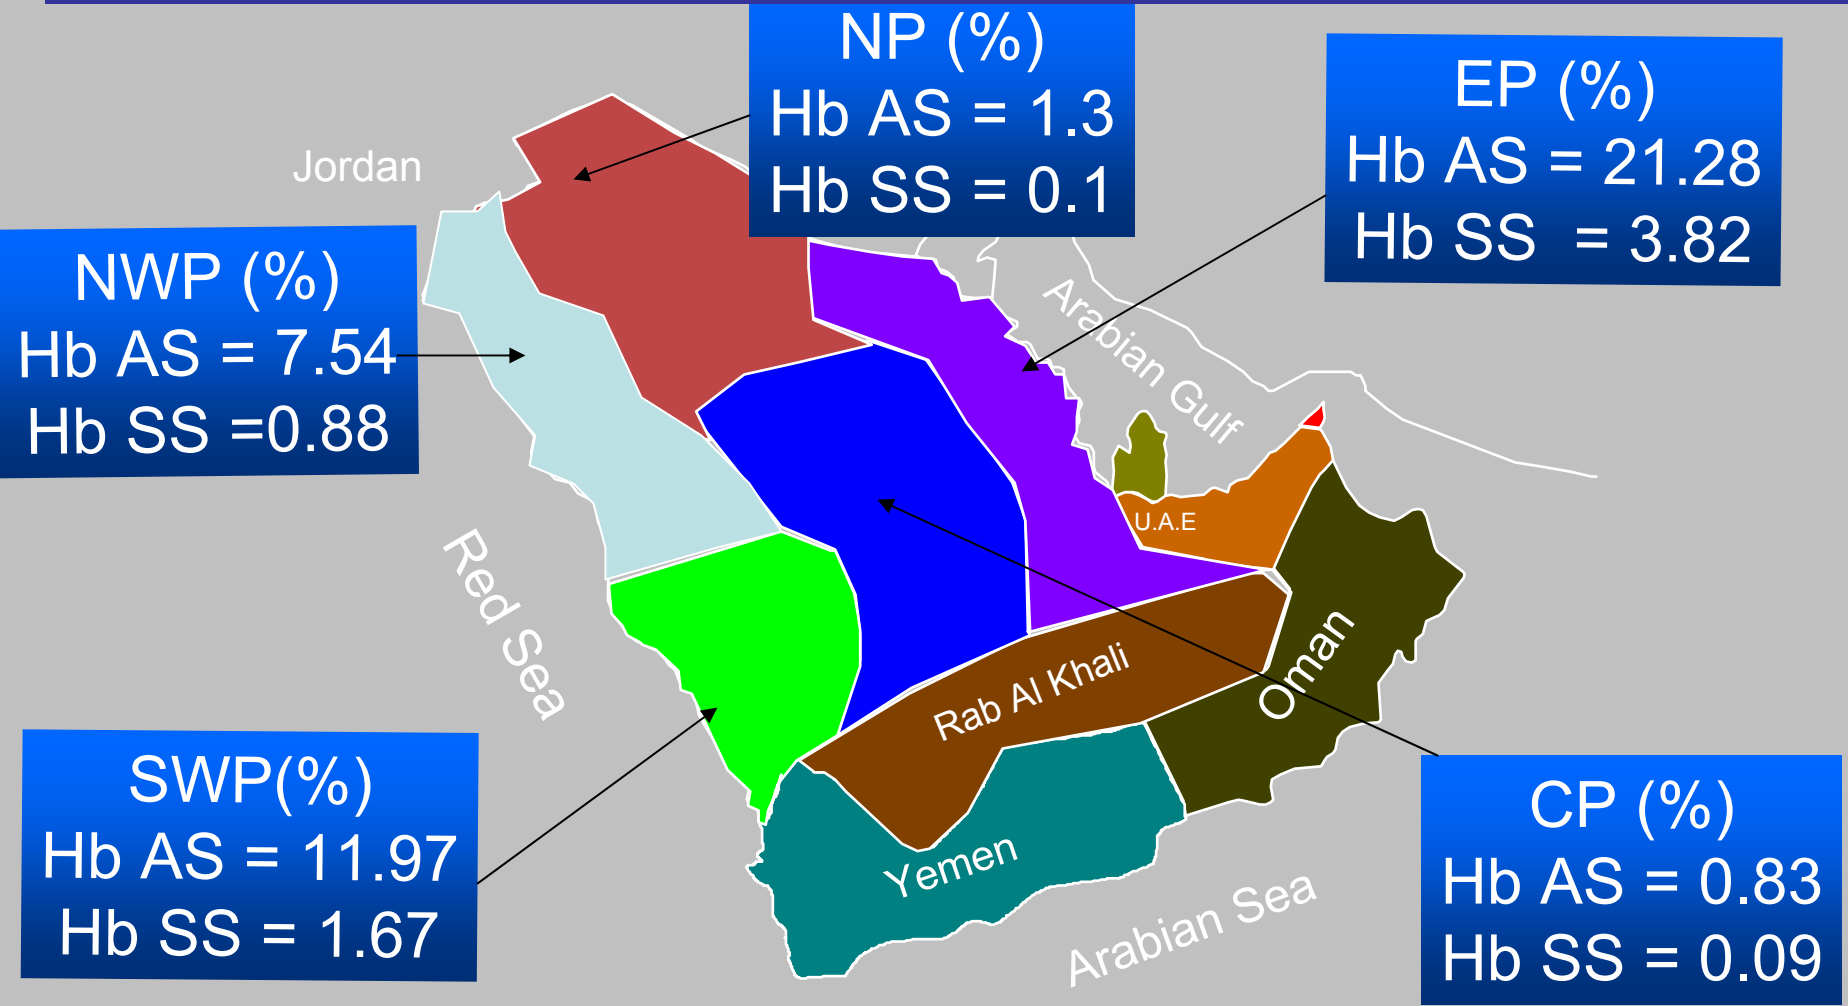 NP (%)
Hb AS = 1.3
Hb SS = 0.1
EP (%)
Hb AS = 21.28
Hb SS  = 3.82
Jordan
NWP (%)
Hb AS = 7.54
Hb SS =0.88
Arabian Gulf
U.A.E
Red Sea
Rab Al Khali
Oman
SWP(%)
Hb AS = 11.97
Hb SS = 1.67
Yemen
Arabian Sea
CP (%)
Hb AS = 0.83
Hb SS = 0.09